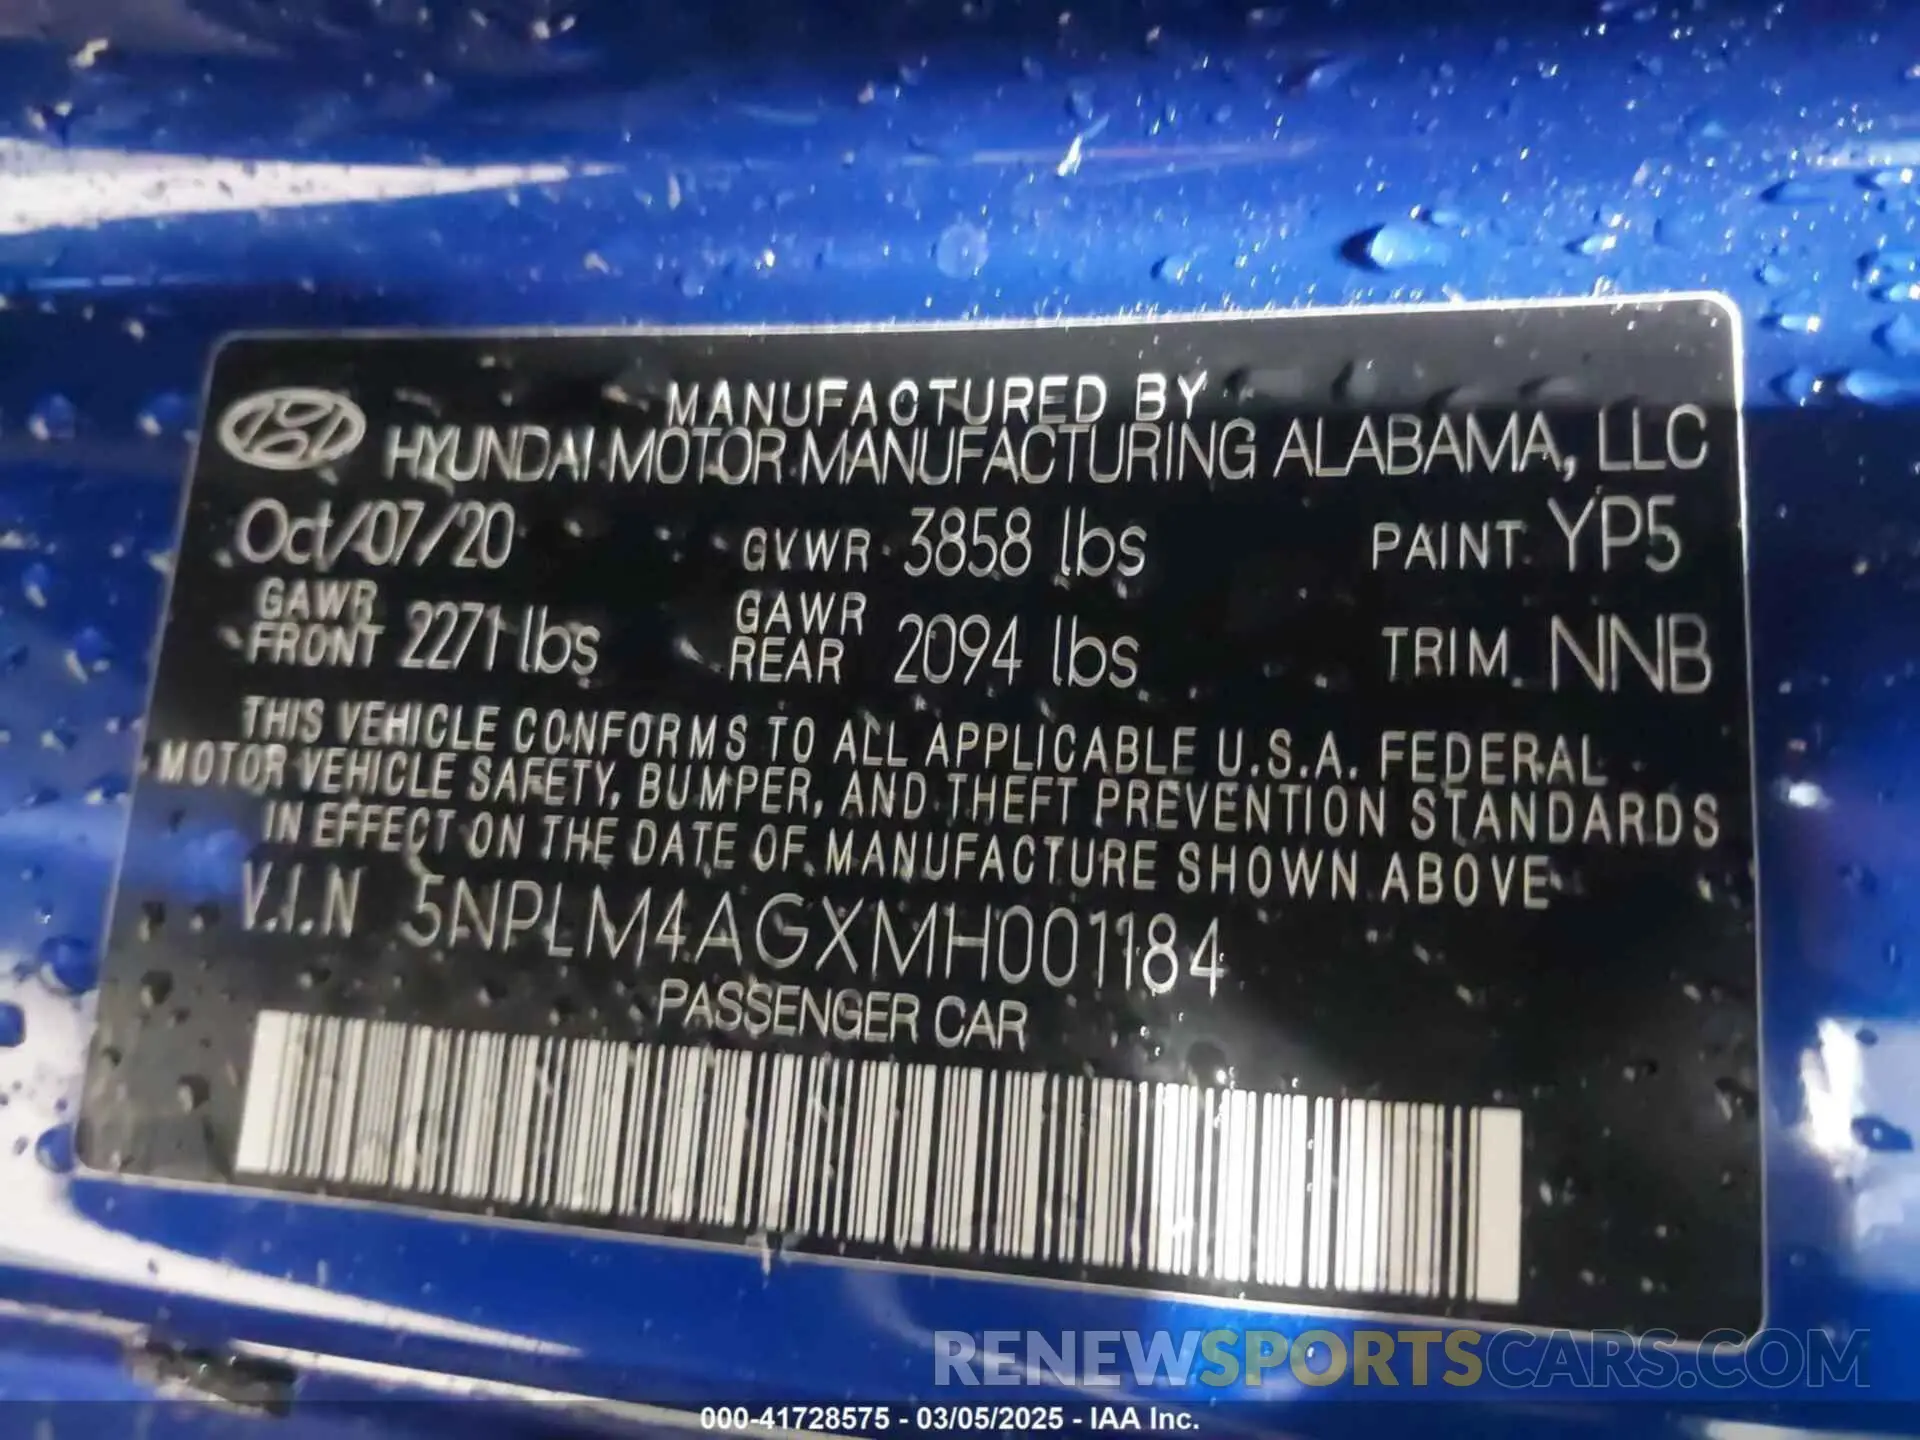 MANUFACTURED BY
HYUNDAI MOTOR MANUFACTURING ALABAMA, LLC
Oct/07/20 GVWR 3858 lbs PAINT YP5
GAWR FRONT 2271 lbs GAWR REAR 2094 lbs TRIM NNB
THIS VEHICLE CONFORMS TO ALL APPLICABLE U.S.A. FEDERAL
MOTOR VEHICLE SAFETY, BUMPER, AND THEFT PREVENTION STANDARDS
IN EFFECT ON THE DATE OF MANUFACTURE SHOWN ABOVE
V.I.N 5NPLM4AGXMH001184
PASSENGER CAR
RENEWSPORTSCARS.COM
000-41728575 - 03/05/2025 - IAA Inc.